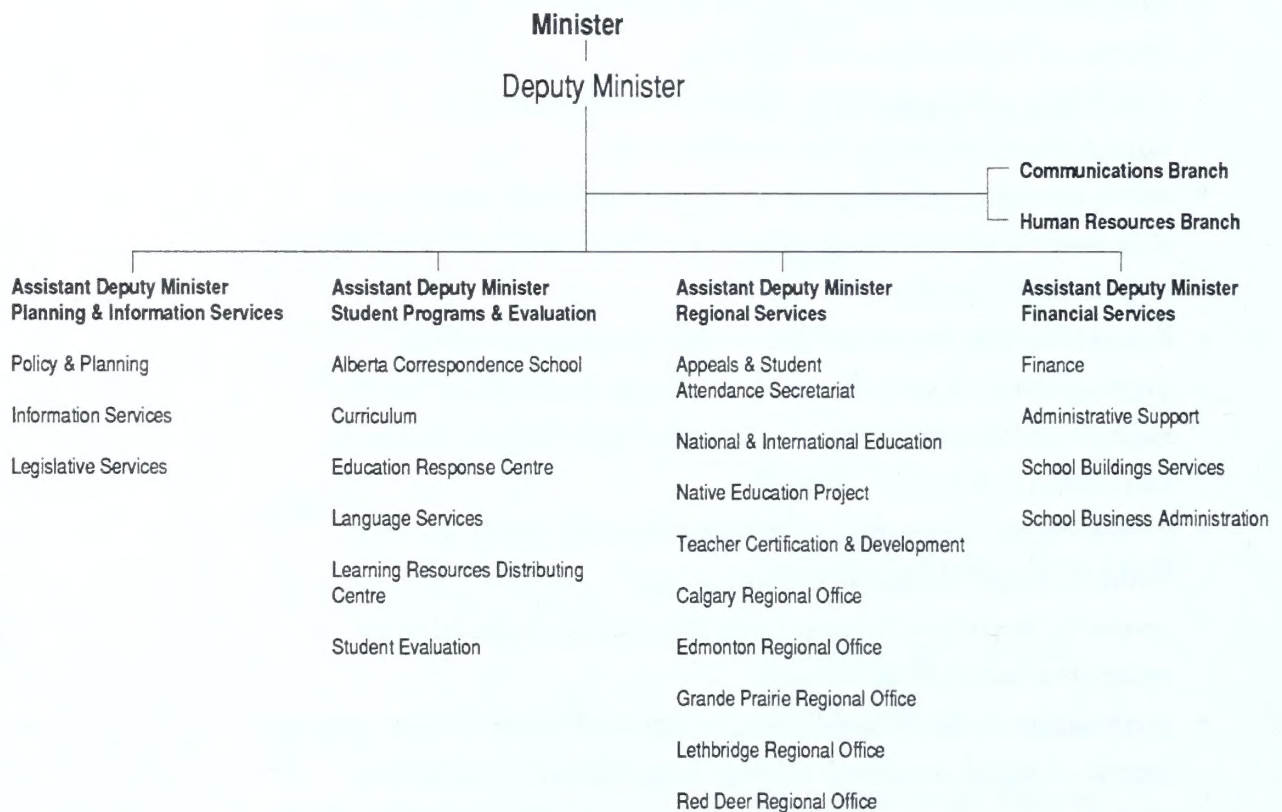 Minister
Deputy Minister
Communications Branch
Human Resources Branch
Assistant Deputy Minister
Planning & Information Services
Policy & Planning
Information Services
Legislative Services
Assistant Deputy Minister
Student Programs & Evaluation
Alberta Correspondence School
Curriculum
Education Response Centre
Language Services
Learning Resources Distributing
Centre
Student Evaluation
Assistant Deputy Minister
Regional Services
Appeals & Student
Attendance Secretariat
National & International Education
Native Education Project
Teacher Certification & Development
Calgary Regional Office
Edmonton Regional Office
Grande Prairie Regional Office
Lethbridge Regional Office
Red Deer Regional Office
Assistant Deputy Minister
Financial Services
Finance
Administrative Support
School Buildings Services
School Business Administration